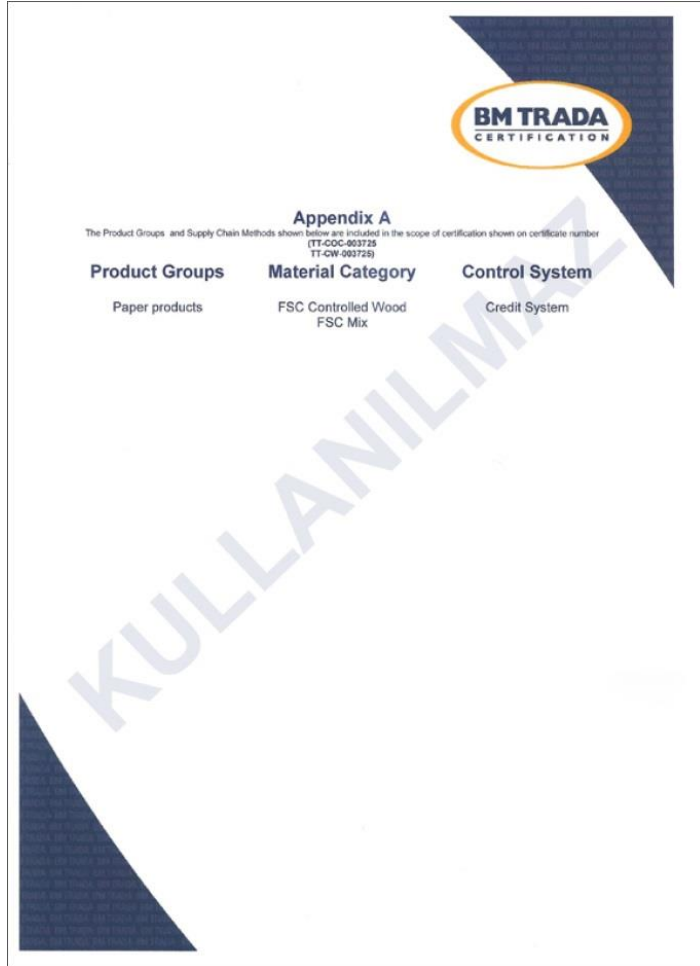 BM TRADA
CERTIFICATION
Appendix A
The Product Groups and Supply Chain Methods shown below are included in the scope of certification shown on certificate number
(TT-COC-003725
TT-CW-003725)
Product Groups Material Category Control System
Paper products FSC Controlled Wood Credit System
FSC Mix
KULLANILMAZ